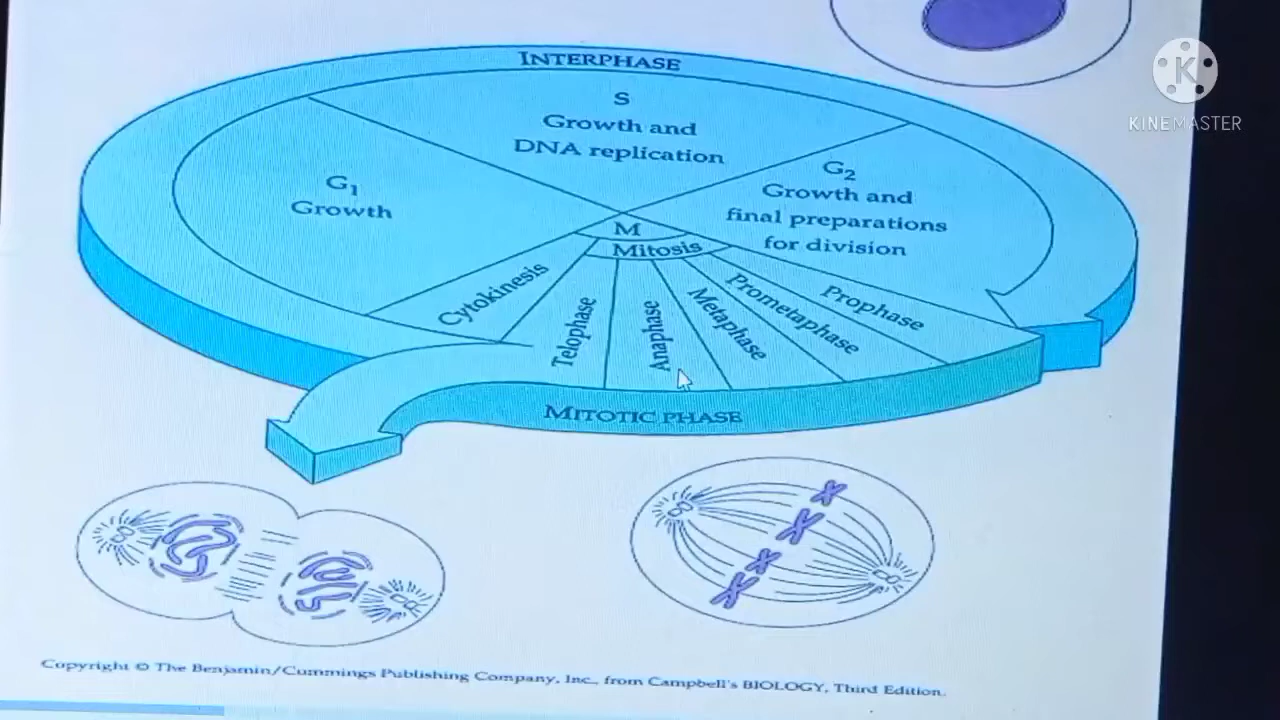 INTERPHASE
S
Growth and
DNA replication
G1
Growth
G2
Growth and
final preparations
for division
M
Mitosis
Cytokinesis
Telophase
Anaphase
Metaphase
Prometaphase
Prophase
MITOTIC PHASE
Copyright © The Benjamin/Cummings Publishing Company, Inc., from Campbell's BIOLOGY, Third Edition.
K
KINEMASTER